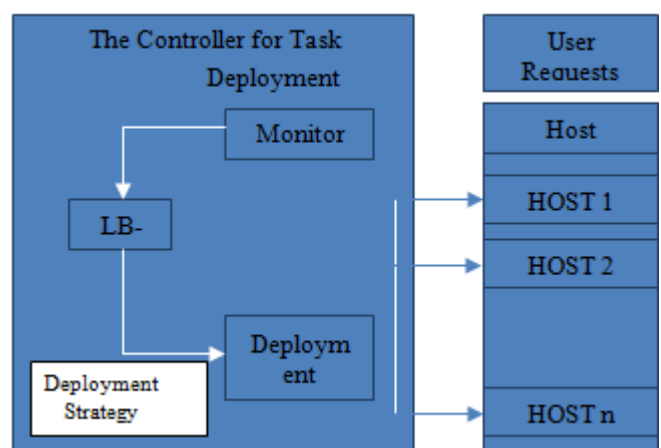 The Controller for Task
Deployment
Monitor
LB-
Deploym
ent
Deployment
Strategy
User
Requests
Host
HOST 1
HOST 2
HOST n